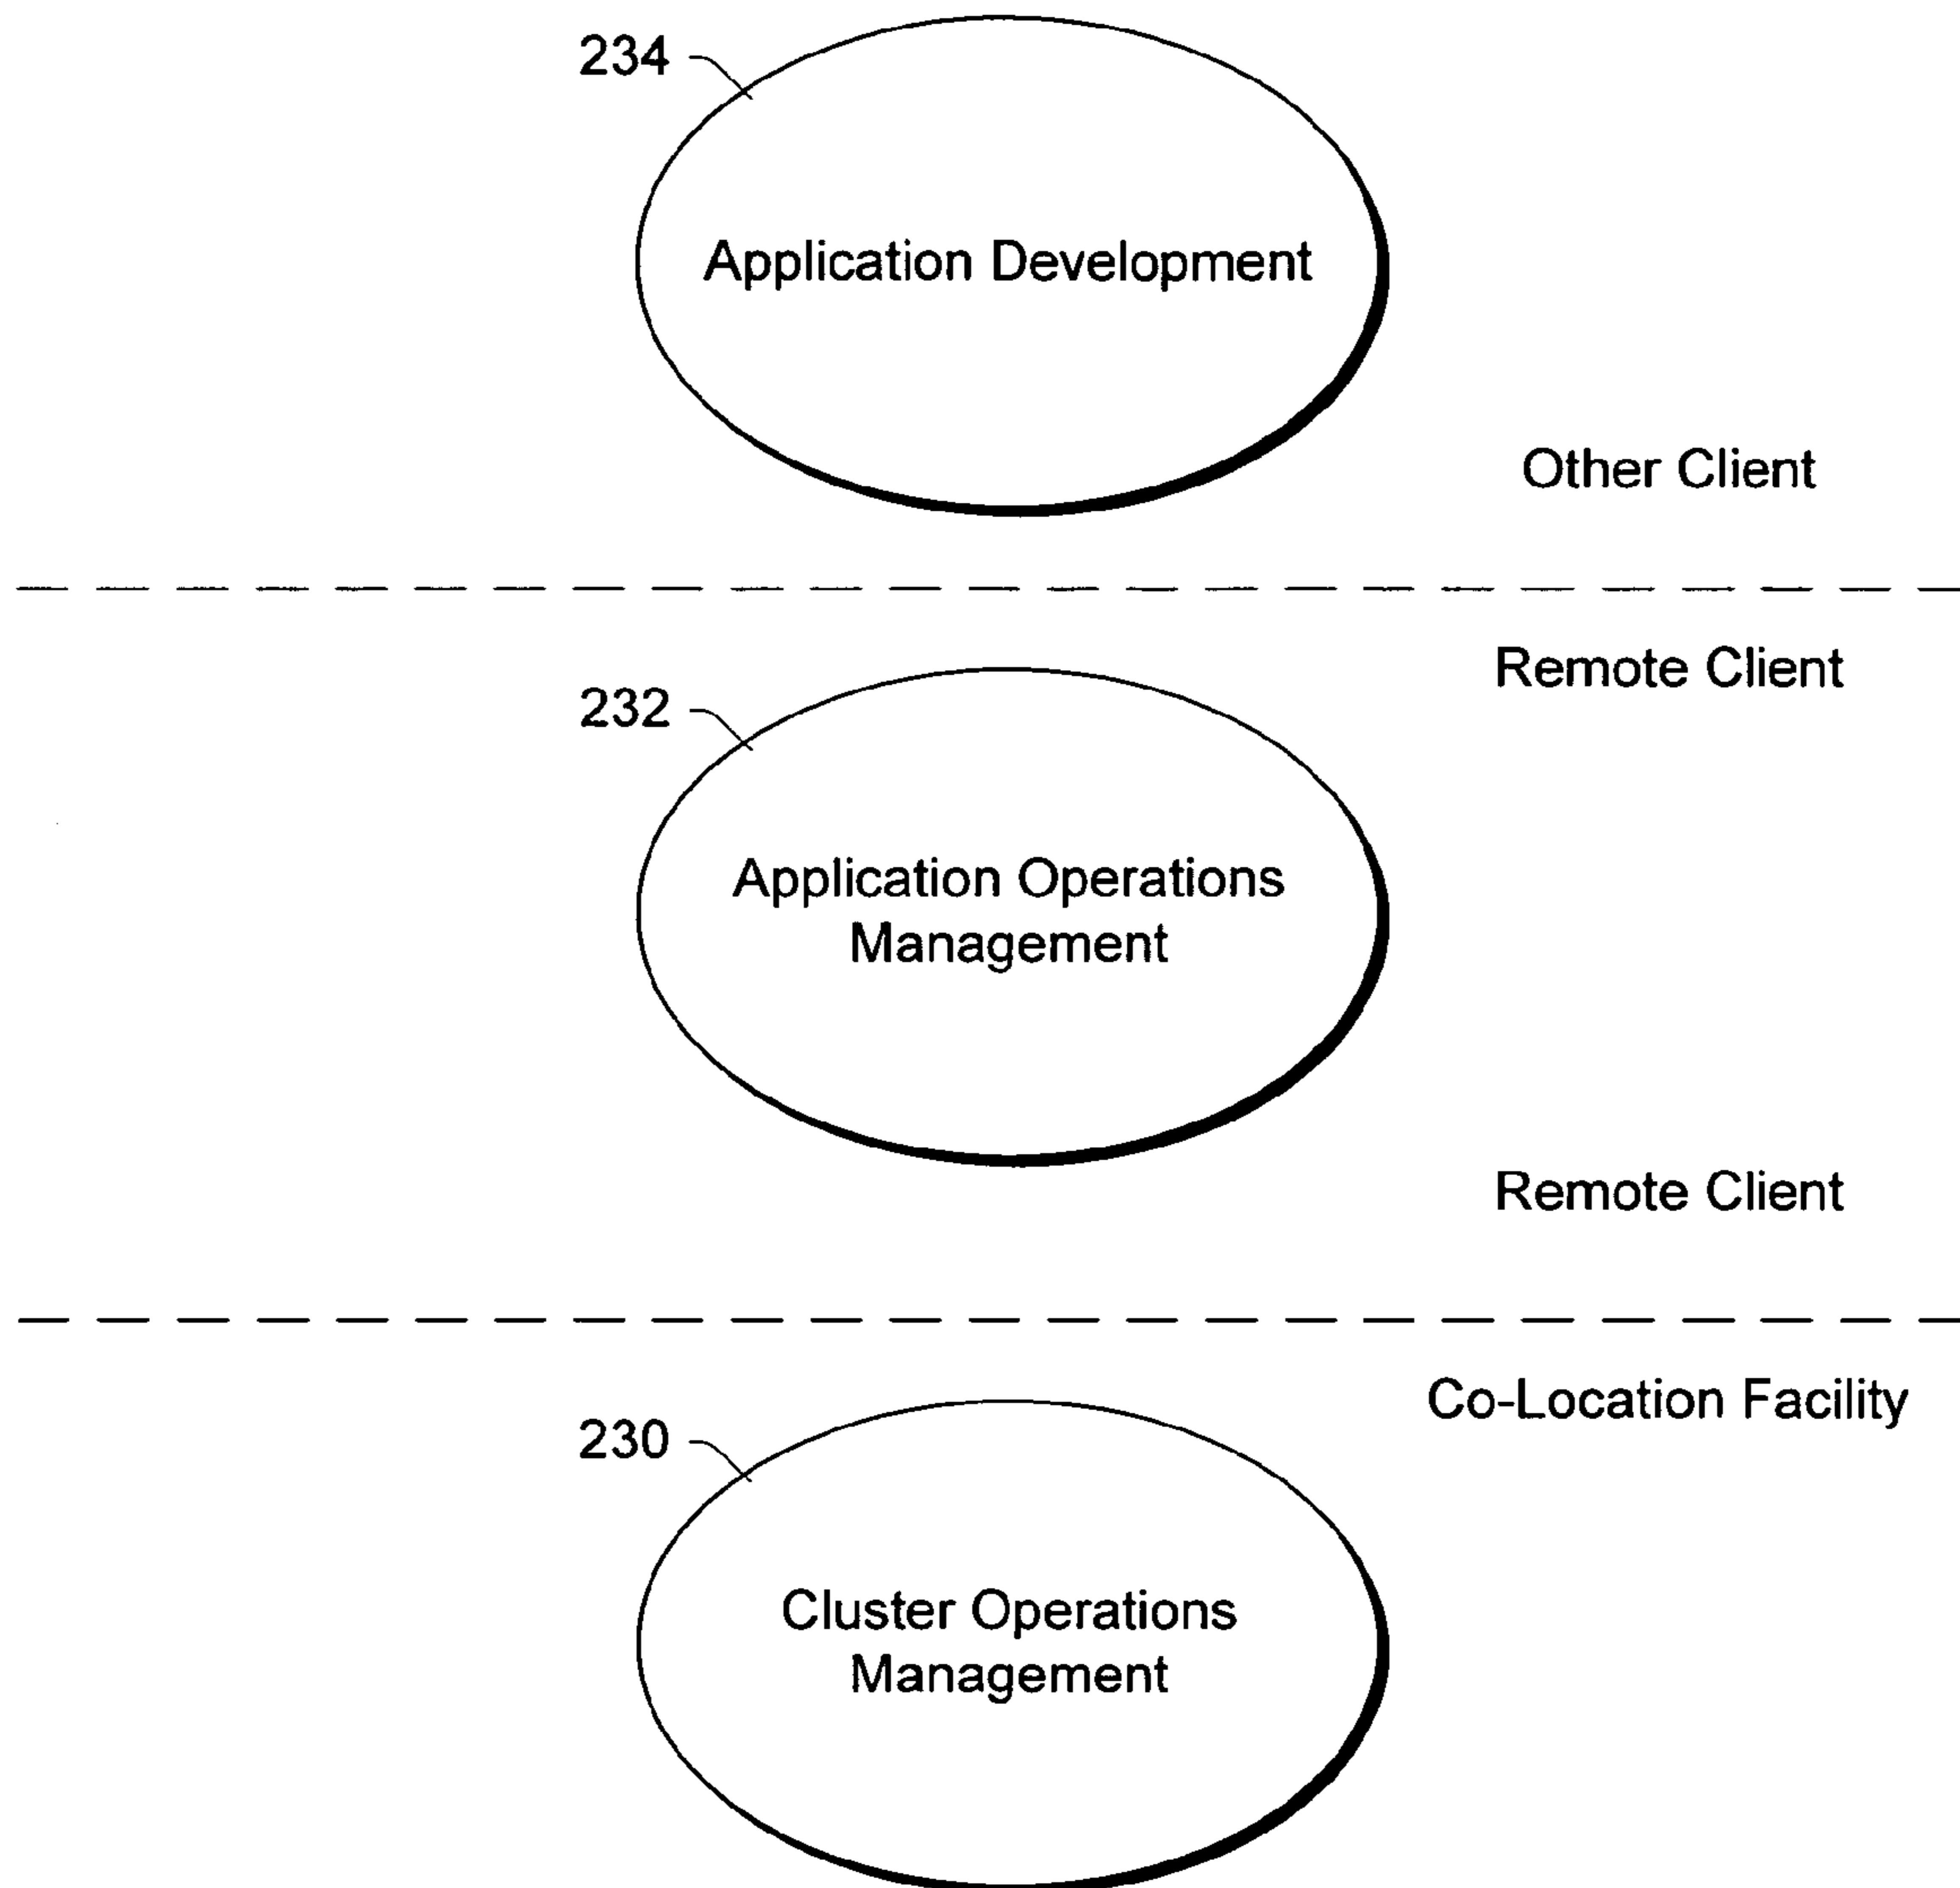 234
Application Development
Other Client
Remote Client
232
Application Operations
Management
Remote Client
Co-Location Facility
230
Cluster Operations
Management